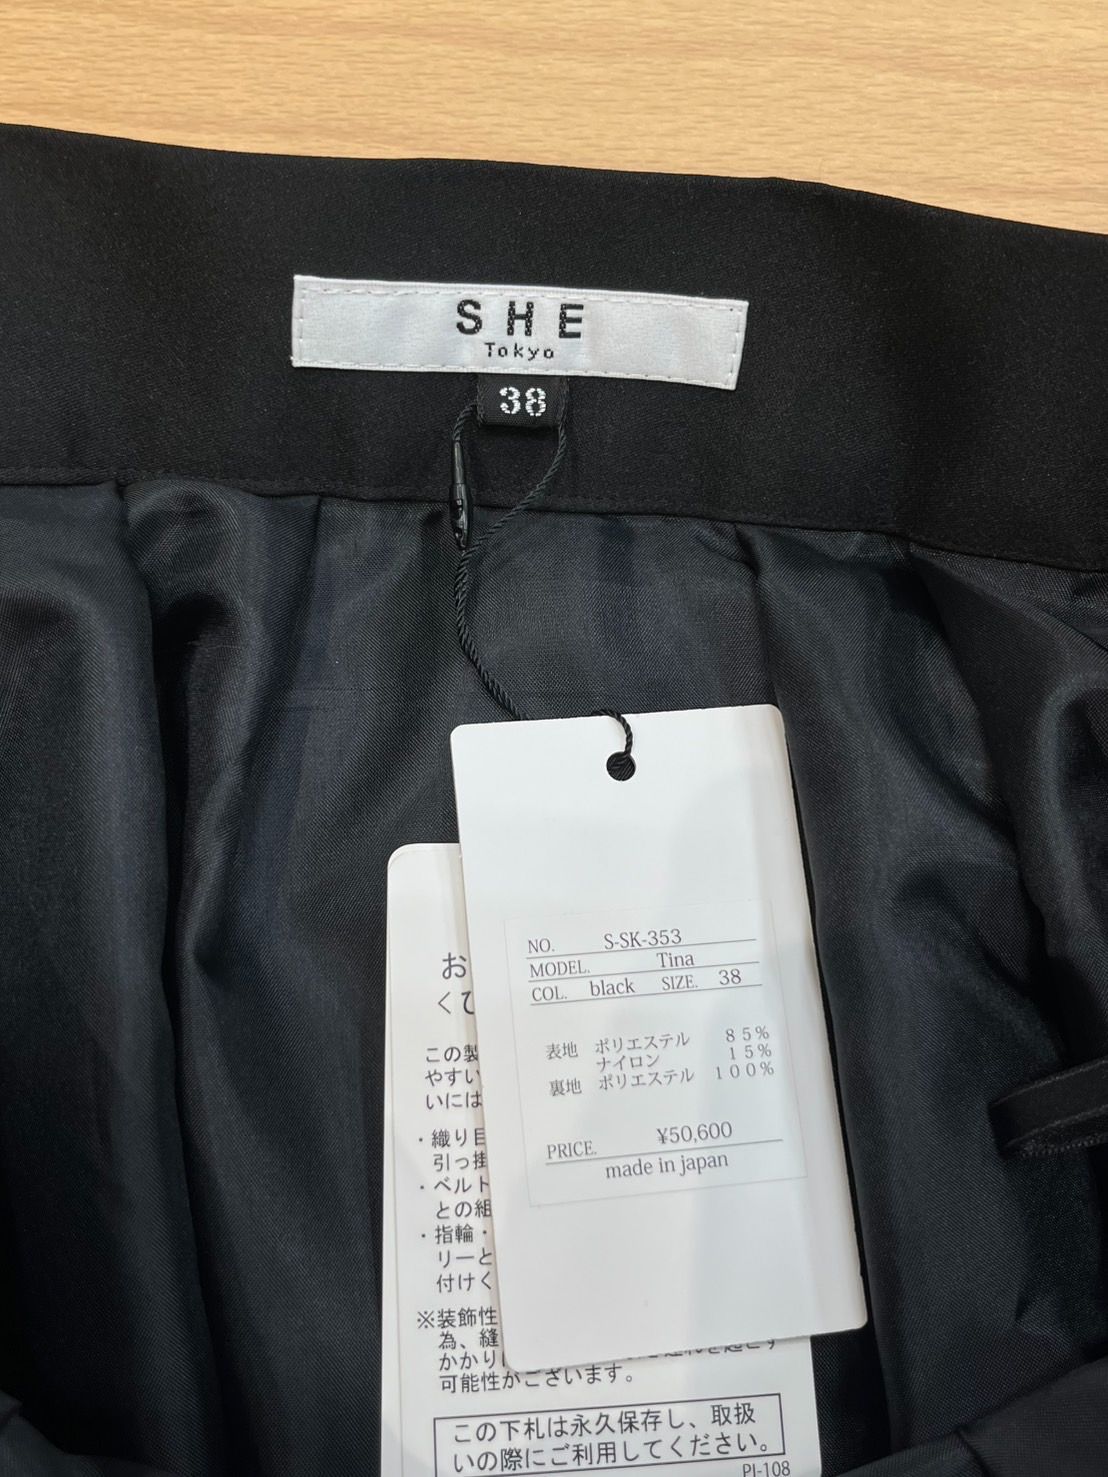 SHE
Tokyo
38
NO. S-SK-353
MODEL. Tina
COL. black SIZE. 38
表地 ポリエステル 85%
ナイロン 15%
裏地 ポリエステル 100%
PRICE. ¥50,600
made in japan
お
くび
この製
やすい
いには
・織り目
引っ掛
・ベルト
との組
・指輪・
リーと
付けく
※装飾性
為、縫
かかり
可能性がございます。
この下札は永久保存し、取扱
いの際にご利用してください。
PI-108